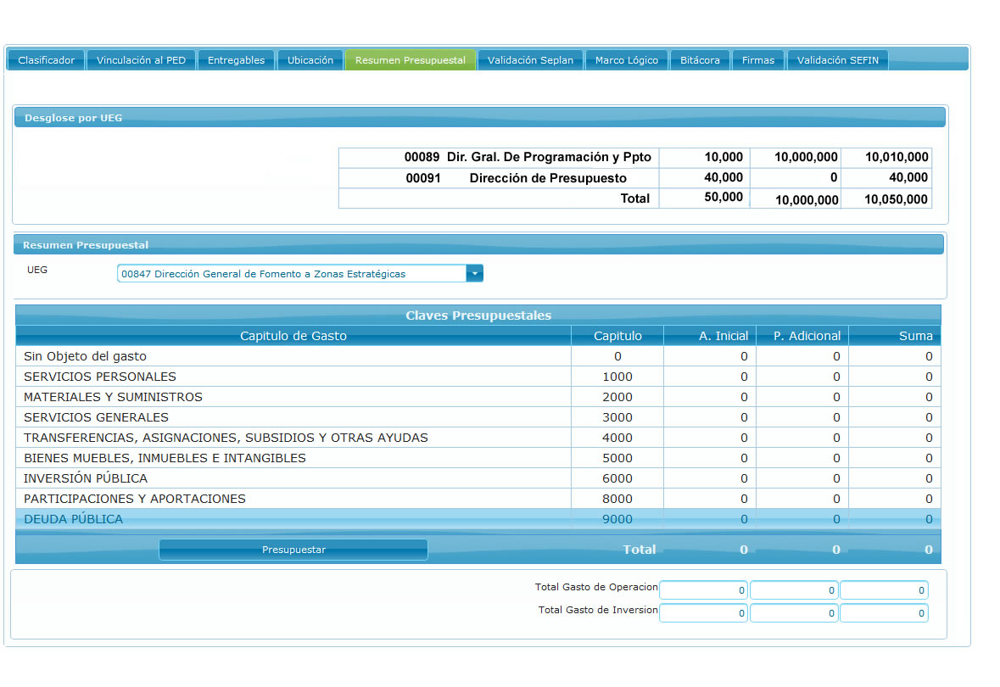 Clasificador Vinculación al PED Entregables Ubicación Resumen Presupuestal Validación Seplan Marco Lógico Bitácora Firmas Validación SEFIN
Desglose por UEG
00089 Dir. Gral. De Programación y Ppto 10,000 10,000,000 10,010,000
00091 Dirección de Presupuesto 40,000 0 40,000
Total 50,000 10,000,000 10,050,000
Resumen Presupuestal
UEG 00847 Dirección General de Fomento a Zonas Estratégicas
Claves Presupuestales
Capitulo de Gasto Capitulo A. Inicial P. Adicional Suma
Sin Objeto del gasto 0 0 0 0
SERVICIOS PERSONALES 1000 0 0 0
MATERIALES Y SUMINISTROS 2000 0 0 0
SERVICIOS GENERALES 3000 0 0 0
TRANSFERENCIAS, ASIGNACIONES, SUBSIDIOS Y OTRAS AYUDAS 4000 0 0 0
BIENES MUEBLES, INMUEBLES E INTANGIBLES 5000 0 0 0
INVERSIÓN PÚBLICA 6000 0 0 0
PARTICIPACIONES Y APORTACIONES 8000 0 0 0
DEUDA PÚBLICA 9000 0 0 0
Presupuestar Total 0 0 0
Total Gasto de Operacion 0 0 0
Total Gasto de Inversion 0 0 0